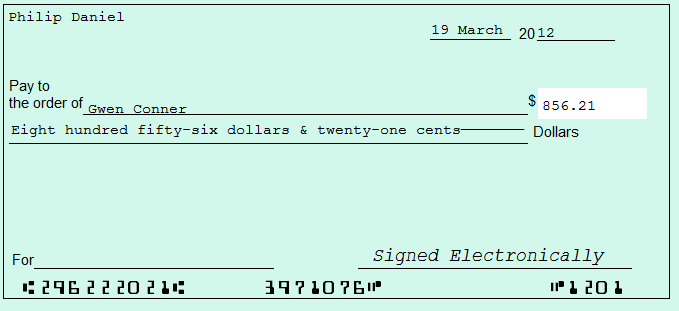 Philip Daniel
19 March 2012
Pay to
the order of Gwen Conner $ 856.21
Eight hundred fifty-six dollars & twenty-one cents Dollars
For Signed Electronically
⑆296222021⑆ 3971076⑈ ⑈1201